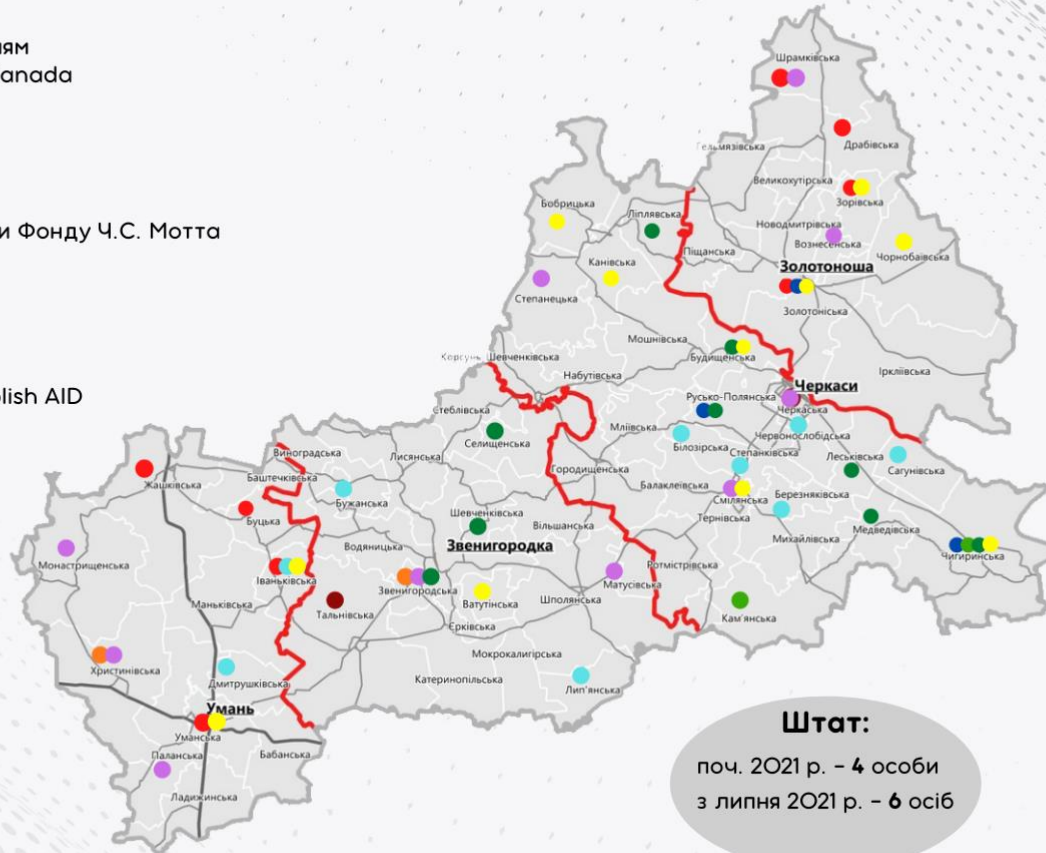 ям
anada
и Фонду Ч.С. Мотта
lish AID
Шрамківська
Драбівська
Гельмязівська
Великохутірська
Зорівська
Бобрицька
Ліплявська
Новодмитрівська
Вознесенська
Чорнобаївська
Піщанська
Канівська
Золотоноша
Степанецька
Золотоніська
Мошнівська
Будищенська
Корсунь Шевченківська
Набутівська
Іркліївська
Черкаси
Русько-Полянська
Черкаська
Стеблівська
Мліївська
Червонослобідська
Селищенська
Білозірська
Степанківська
Виноградська
Лисянська
Городищенська
Леськівська
Сагунівська
Жашківська
Баштечківська
Бужанська
Балаклеївська
Смілянська
Березняківська
Буцька
Шевченківська
Вільшанська
Тернівська
Медведівська
Звенигородка
Водяницька
Михайлівська
Чигиринська
Монастрищенська
Іваньківська
Звенигородська
Ватутінська
Матусівська
Ротмістрівська
Маньківська
Тальнівська
Шполянська
Кам'янська
Єрківська
Христинівська
Мокрокалигірська
Дмитрушківська
Катеринопільська
Лип'янська
Умань
Уманська
Паланська
Бабанська
Ладижинська
Штат:
поч. 2021 р. – 4 особи
з липня 2021 р. – 6 осіб